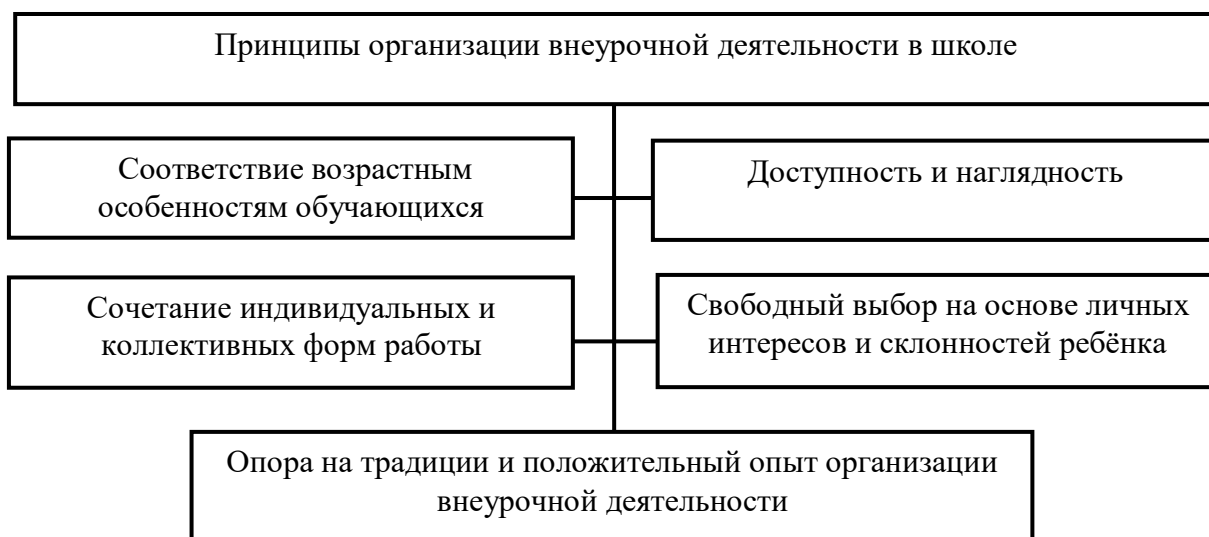 Принципы организации внеурочной деятельности в школе
Соответствие возрастным
особенностям обучающихся
Доступность и наглядность
Сочетание индивидуальных и
коллективных форм работы
Свободный выбор на основе личных
интересов и склонностей ребёнка
Опора на традиции и положительный опыт организации
внеурочной деятельности